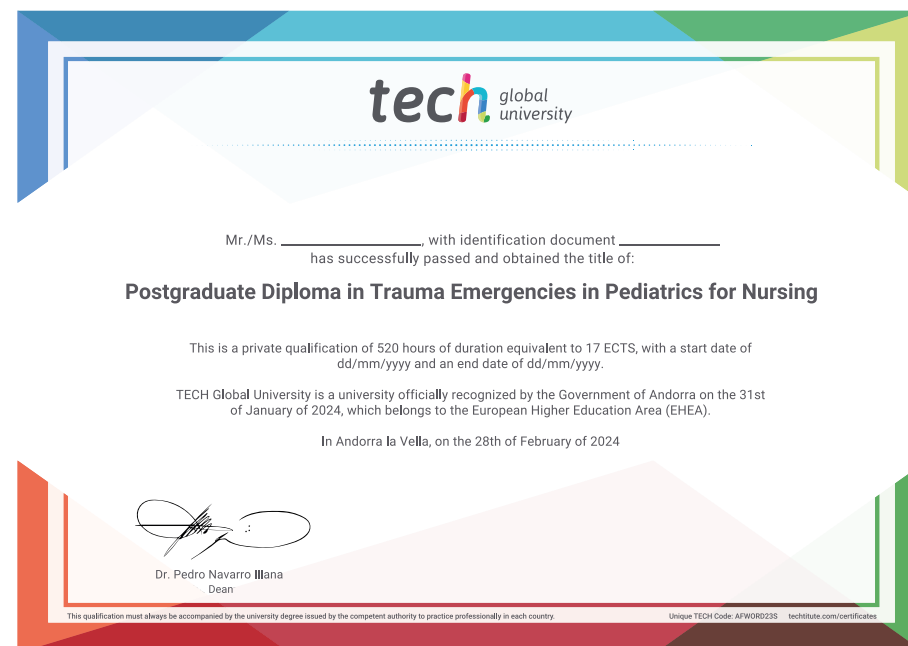 tech global
university
Mr./Ms. ____________, with identification document ____________
has successfully passed and obtained the title of:
Postgraduate Diploma in Trauma Emergencies in Pediatrics for Nursing
This is a private qualification of 520 hours of duration equivalent to 17 ECTS, with a start date of
dd/mm/yyyy and an end date of dd/mm/yyyy.
TECH Global University is a university officially recognized by the Government of Andorra on the 31st
of January of 2024, which belongs to the European Higher Education Area (EHEA).
In Andorra la Vella, on the 28th of February of 2024
Dr. Pedro Navarro Illana
Dean
This qualification must always be accompanied by the university degree issued by the competent authority to practice professionally in each country.
Unique TECH Code: AFWORD23S techtitute.com/certificates